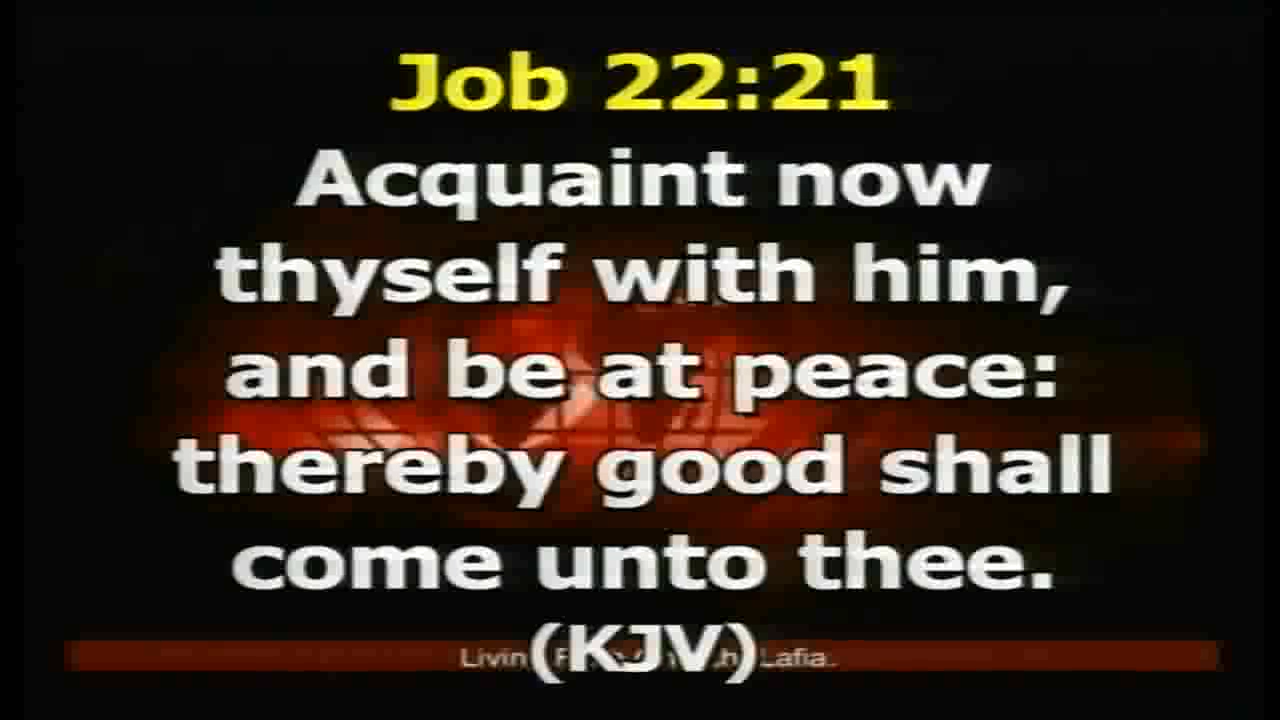 Job 22:21
Acquaint now
thyself with him,
and be at peace:
thereby good shall
come unto thee.
(KJV)
Lafia.